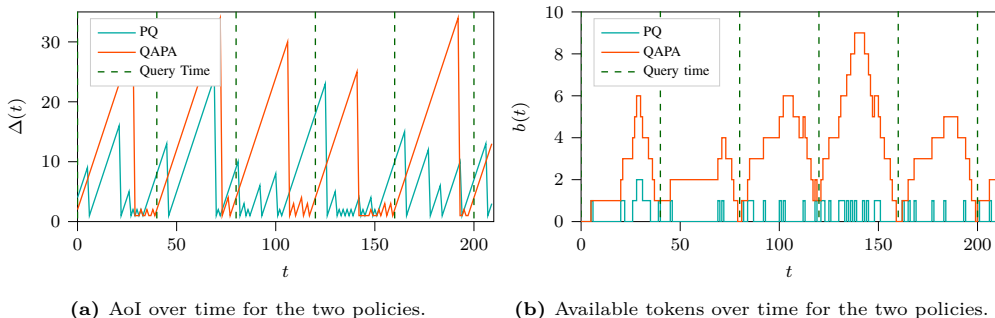 PQ
QAPA
Query Time
Δ(t)
30
20
10
0
0
50
100
150
200
t
(a) AoI over time for the two policies.
PQ
QAPA
Query time
b(t)
10
8
6
4
2
0
0
50
100
150
200
t
(b) Available tokens over time for the two policies.